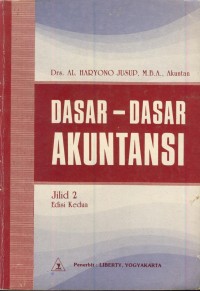 Drs. AL. HARYONO JUSUP, M.B.A., Akuntan
DASAR - DASAR
AKUNTANSI
Jilid 2
Edisi Kedua
Penerbit : LIBERTY, YOGYAKARTA